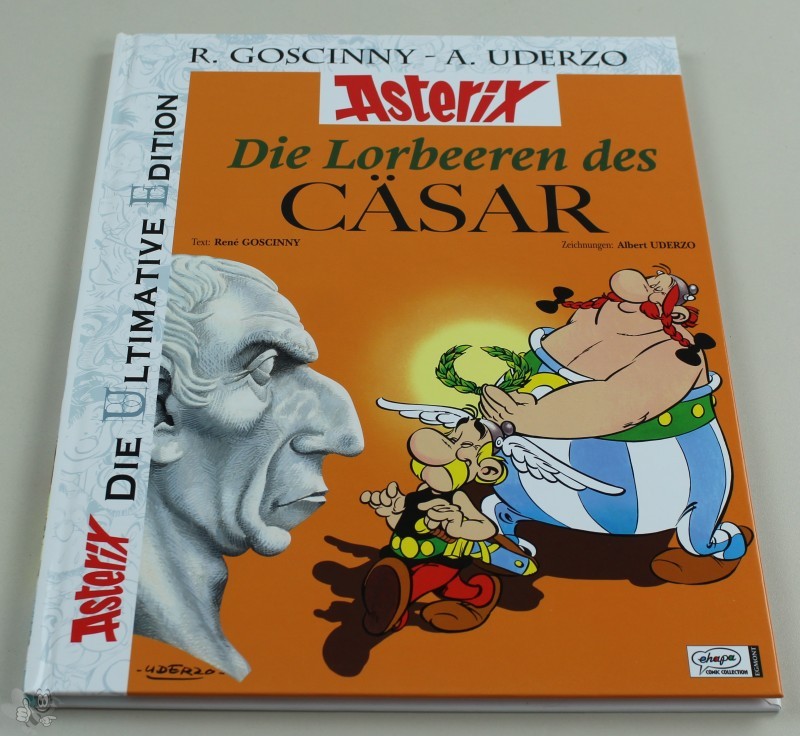 R. GOSCINNY - A. UDERZO
Asterix
Die Lorbeeren des
CÄSAR
Text: René GOSCINNY
Zeichnungen: Albert UDERZO
Asterix DIE ULTIMATIVE EDITION
-UDERZO-
ehapa
COMIC COLLECTION
EGMONT